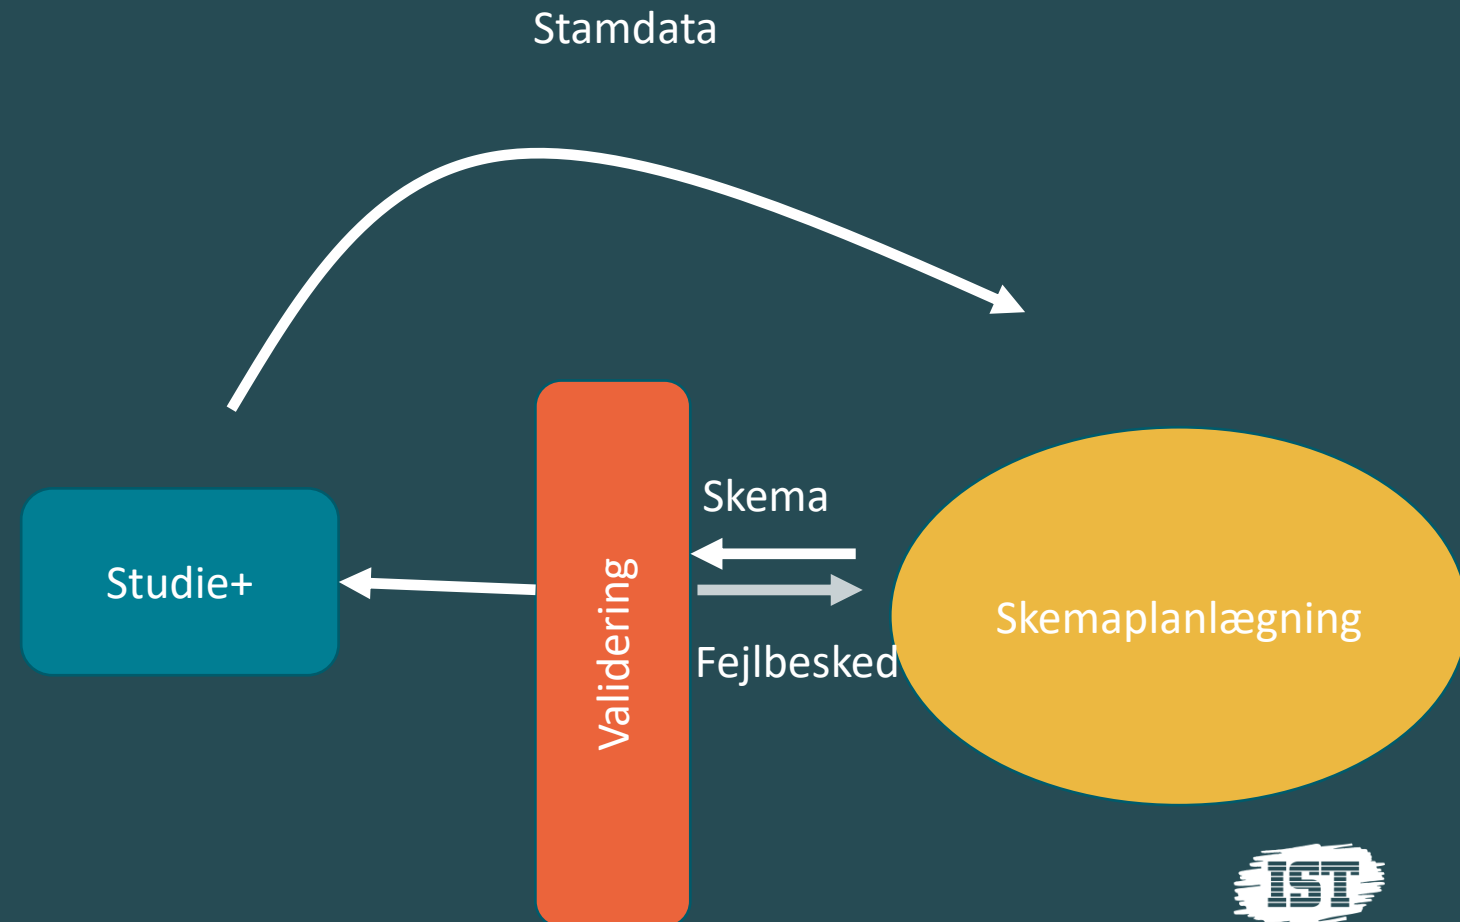 Stamdata
Skema
Studie+
Validering
Skemaplanlægning
Fejlbesked
IST